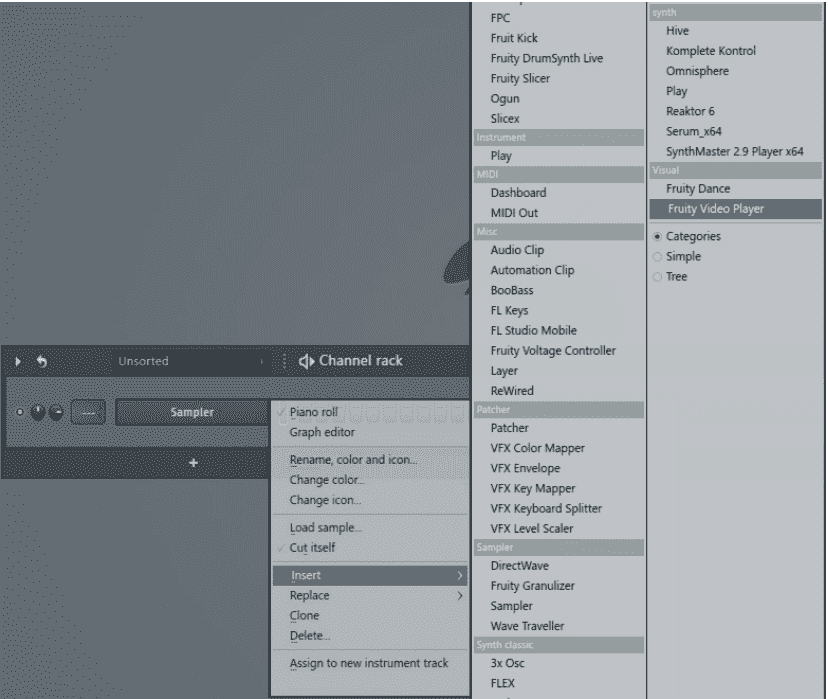 FPC
Fruit Kick
Fruity DrumSynth Live
Fruity Slicer
Ogun
Slicex
Instrument
Play
MIDI
Dashboard
MIDI Out
Misc
Audio Clip
Automation Clip
BooBass
FL Keys
FL Studio Mobile
Fruity Voltage Controller
Layer
ReWired
Patcher
Patcher
VFX Color Mapper
VFX Envelope
VFX Key Mapper
VFX Keyboard Splitter
VFX Level Scaler
Sampler
DirectWave
Fruity Granulizer
Sampler
Wave Traveller
Synth classic
3x Osc
FLEX
synth
Hive
Komplete Kontrol
Omnisphere
Play
Reaktor 6
Serum_x64
SynthMaster 2.9 Player x64
Visual
Fruity Dance
Fruity Video Player
Categories
Simple
Tree
Unsorted
Channel rack
---
Sampler
+
Piano roll
Graph editor
Rename, color and icon...
Change color...
Change icon...
Load sample...
Cut itself
Insert
Replace
Clone
Delete...
Assign to new instrument track